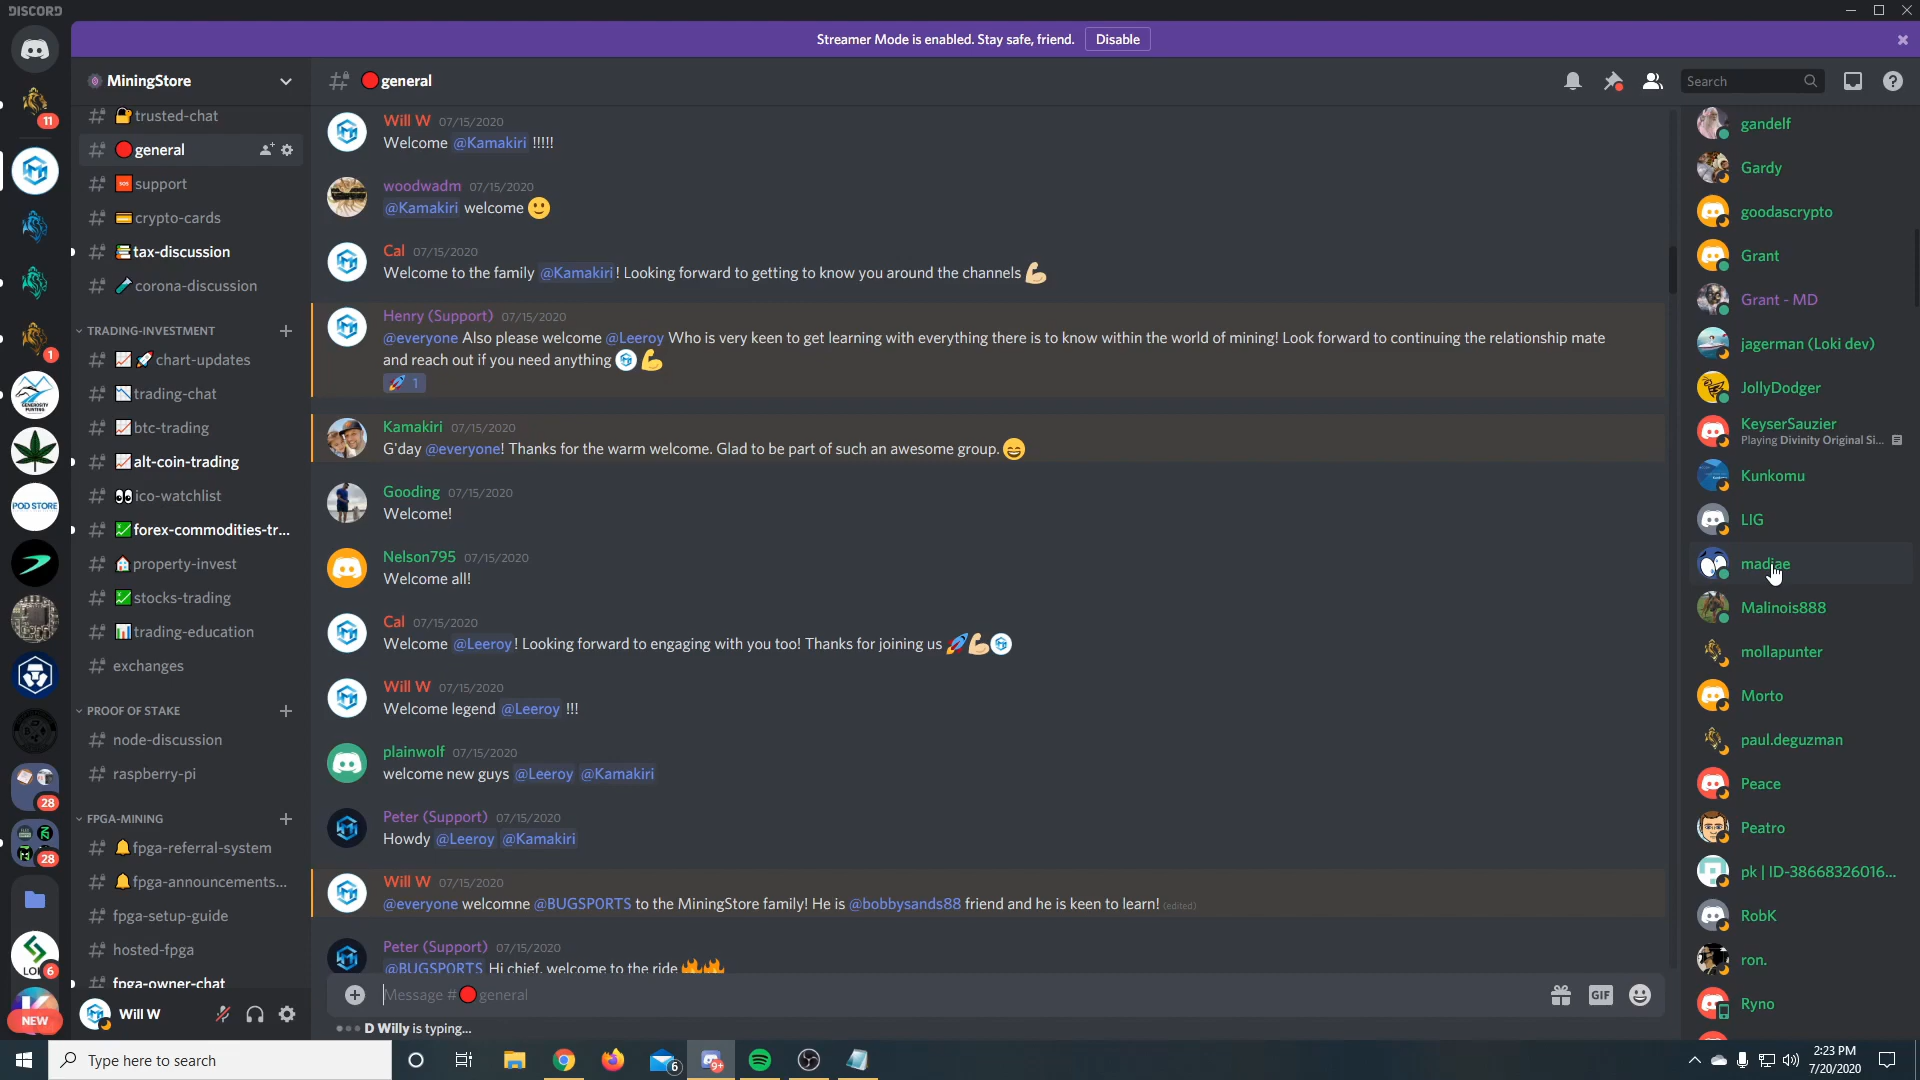 DISCORD
Streamer Mode is enabled. Stay safe, friend.
Disable
MiningStore
general
Search
11
1
GENEROSITY PUNTING
POD STORE
28
28
6
NEW
trusted-chat
general
support
crypto-cards
tax-discussion
corona-discussion
TRADING-INVESTMENT
chart-updates
trading-chat
btc-trading
alt-coin-trading
ico-watchlist
forex-commodities-tr...
property-invest
stocks-trading
trading-education
exchanges
PROOF OF STAKE
node-discussion
raspberry-pi
FPGA-MINING
fpga-referral-system
fpga-announcements...
fpga-setup-guide
hosted-fpga
fpga-owner-chat
Will W
Will W 07/15/2020
Welcome @Kamakiri !!!!!
woodwadm 07/15/2020
@Kamakiri welcome
Cal 07/15/2020
Welcome to the family @Kamakiri! Looking forward to getting to know you around the channels
Henry (Support) 07/15/2020
@everyone Also please welcome @Leeroy Who is very keen to get learning with everything there is to know within the world of mining! Look forward to continuing the relationship mate
and reach out if you need anything
1
Kamakiri 07/15/2020
G'day @everyone! Thanks for the warm welcome. Glad to be part of such an awesome group.
Gooding 07/15/2020
Welcome!
Nelson795 07/15/2020
Welcome all!
Cal 07/15/2020
Welcome @Leeroy! Looking forward to engaging with you too! Thanks for joining us
Will W 07/15/2020
Welcome legend @Leeroy !!!
plainwolf 07/15/2020
welcome new guys @Leeroy @Kamakiri
Peter (Support) 07/15/2020
Howdy @Leeroy @Kamakiri
Will W 07/15/2020
@everyone welcomne @BUGSPORTS to the MiningStore family! He is @bobbysands88 friend and he is keen to learn! (edited)
Peter (Support) 07/15/2020
@BUGSPORTS Hi chief, welcome to the ride
Message # general
GIF
D Willy is typing...
gandelf
Gardy
goodascrypto
Grant
Grant - MD
jagerman (Loki dev)
JollyDodger
KeyserSauzier
Playing Divinity Original Si...
Kunkomu
LIG
madjae
Malinois888
mollapunter
Morto
paul.deguzman
Peace
Peatro
pk | ID-38668326016...
RobK
ron.
Ryno
Type here to search
6
9+
2:23 PM
7/20/2020